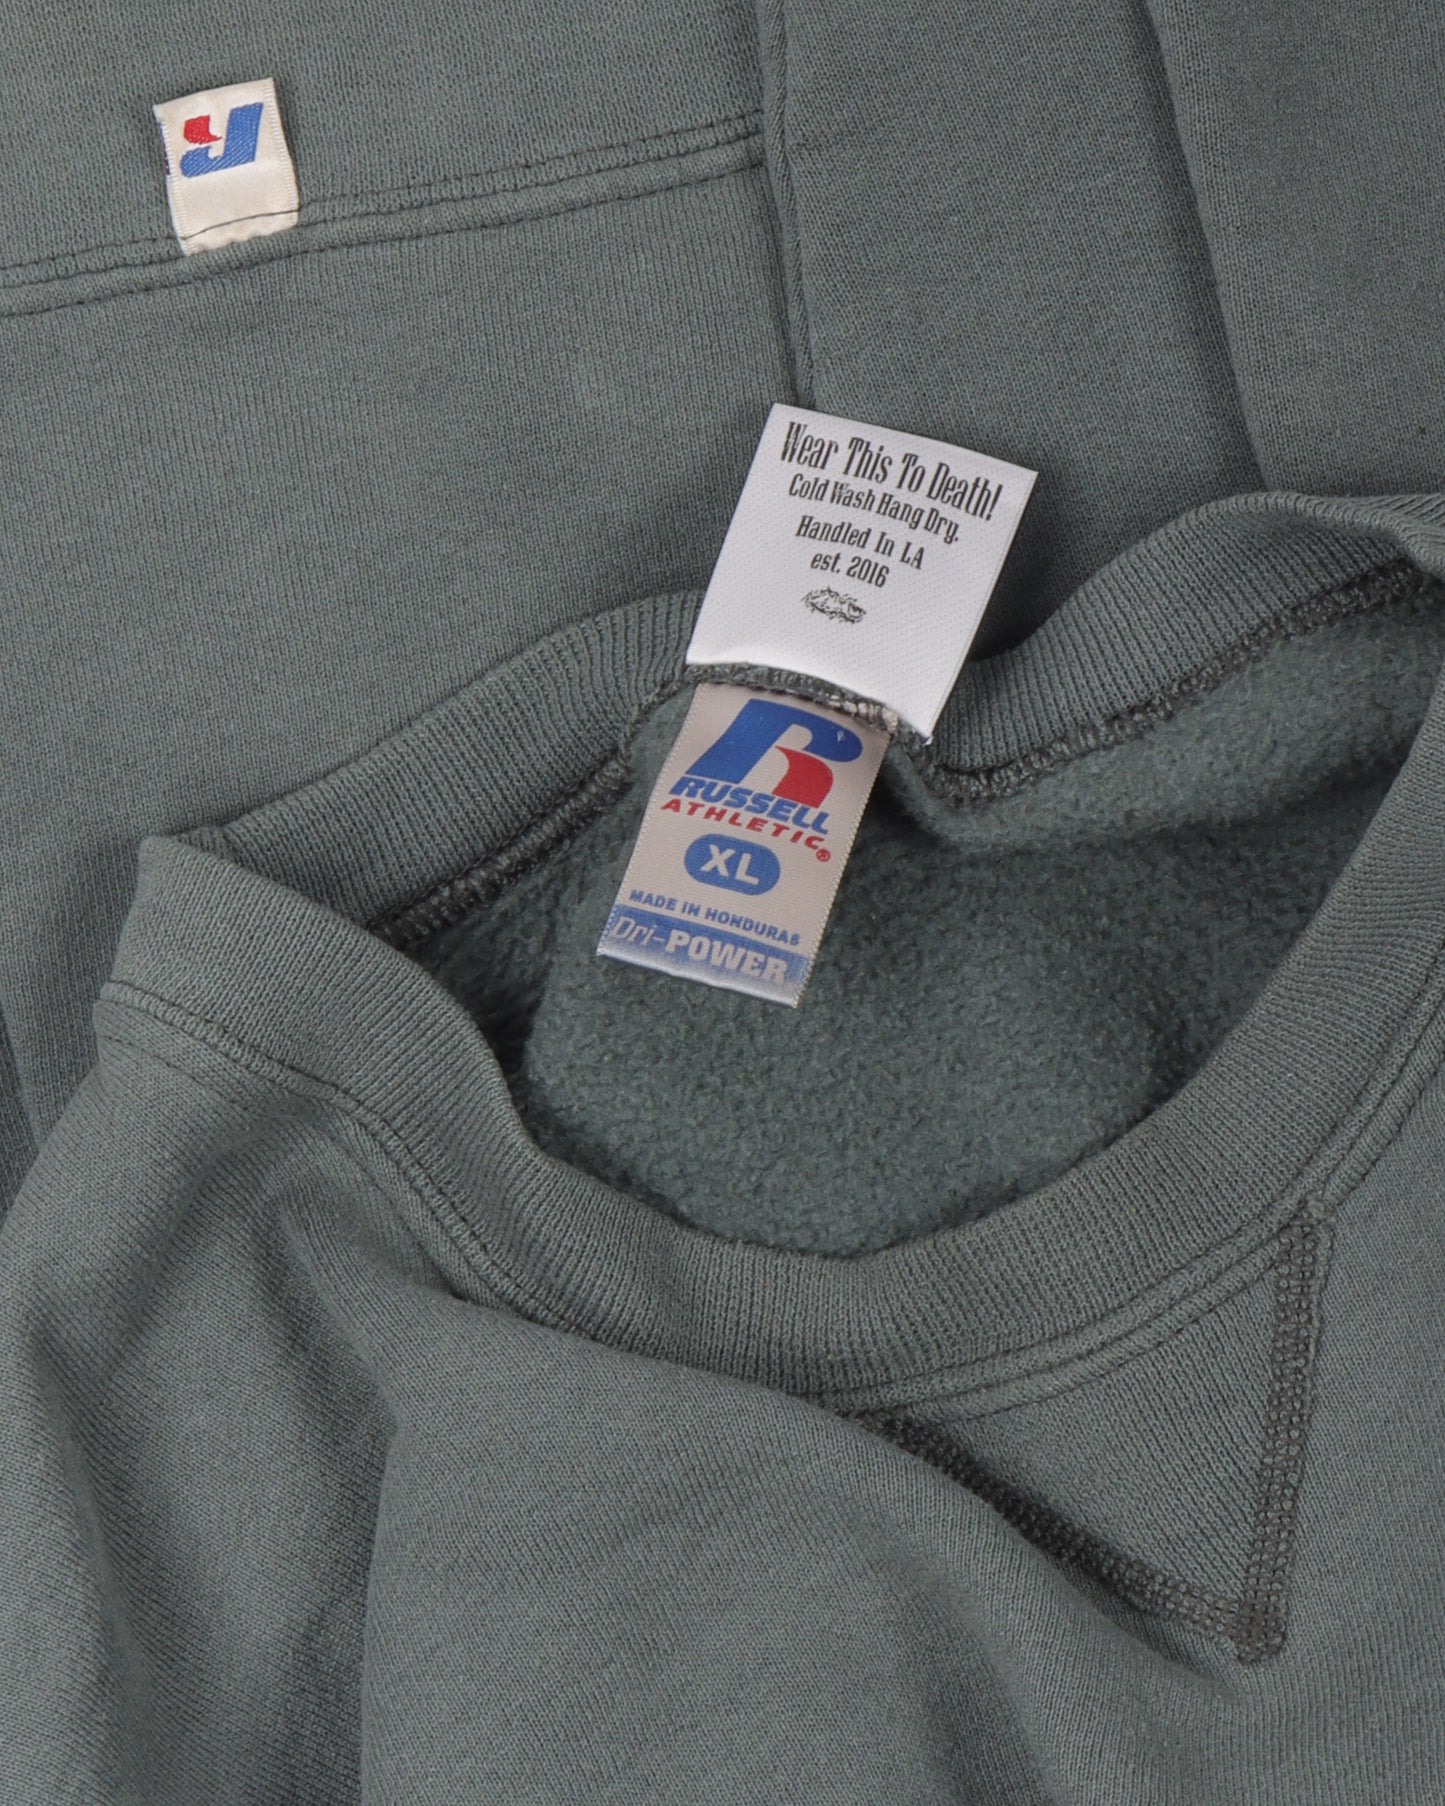 Wear This To Death!
Cold Wash Hang Dry.
Handled In LA
est. 2016
R
RUSSELL
ATHLETIC®
XL
MADE IN HONDURAS
Dri-POWER